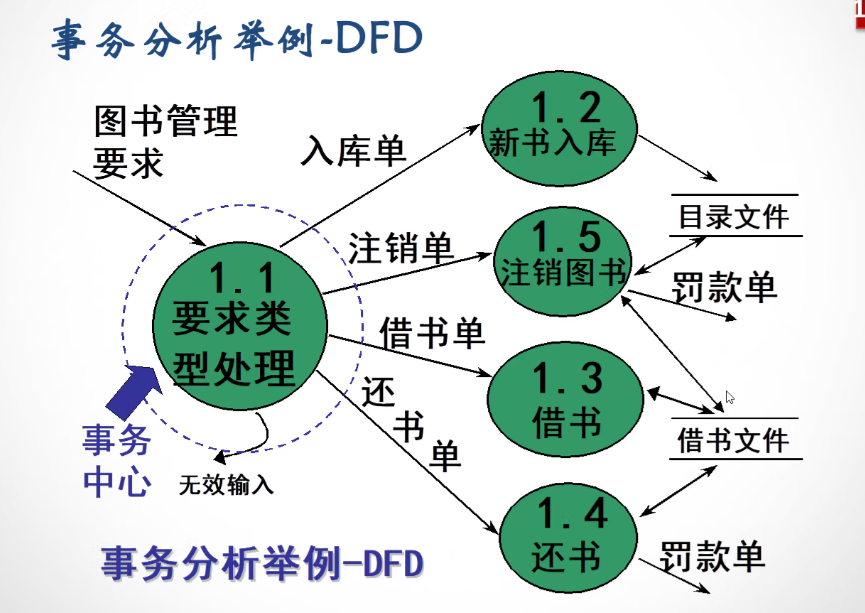 事务分析举例-DFD
图书管理
要求
入库单
1.2
新书入库
目录文件
注销单
1.5
注销图书
罚款单
1.1
要求类
型处理
借书单
1.3
借书
借书文件
还
书
单
事务
中心
无效输入
1.4
还书
罚款单
事务分析举例-DFD